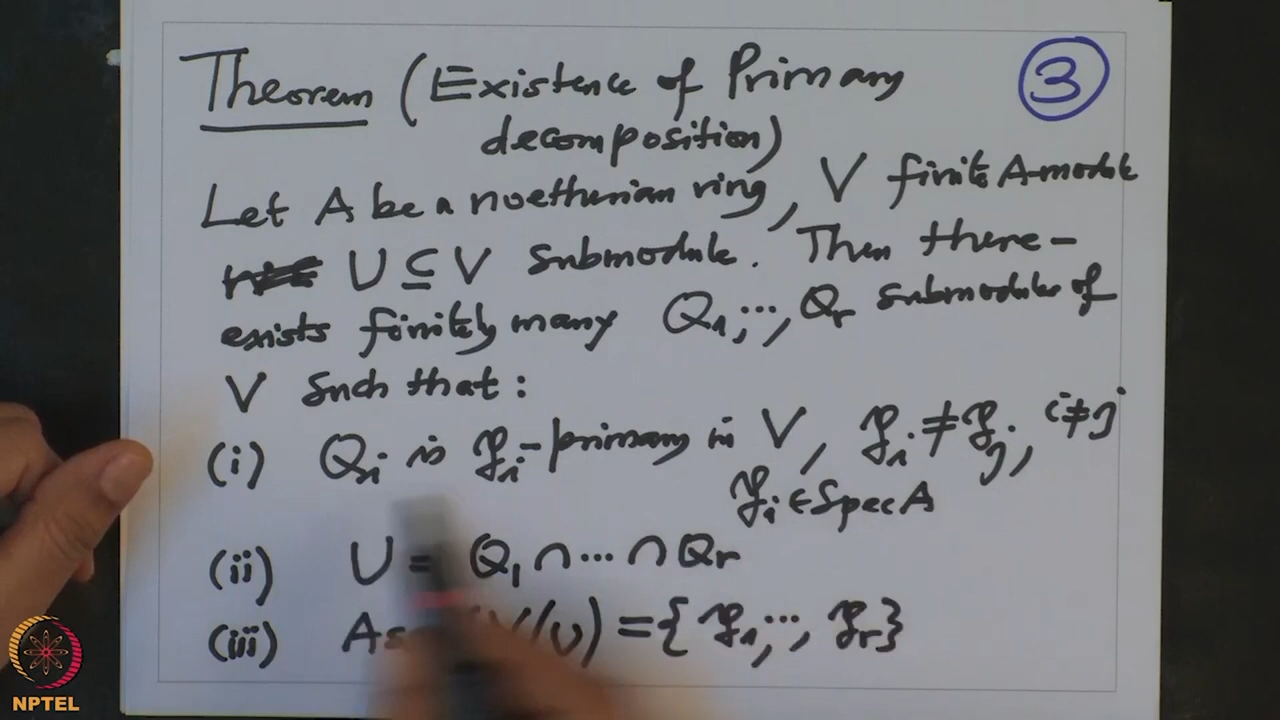 Theorem (Existence of Primary ③
decomposition)
Let A be a noetherian ring, V finite A-module
U ⊆ V submodule. Then there-
exists finitely many Q₁,…, Qᵣ submodules of
V such that:
(i) Qᵢ is 𝔭ᵢ-primary in V, 𝔭ᵢ ≠ 𝔭ⱼ, i≠j
𝔭ᵢ ∈ Spec A
(ii) U = Q₁ ∩ ⋯ ∩ Qᵣ
(iii) As V/U) = {𝔭₁,…, 𝔭ᵣ}
NPTEL